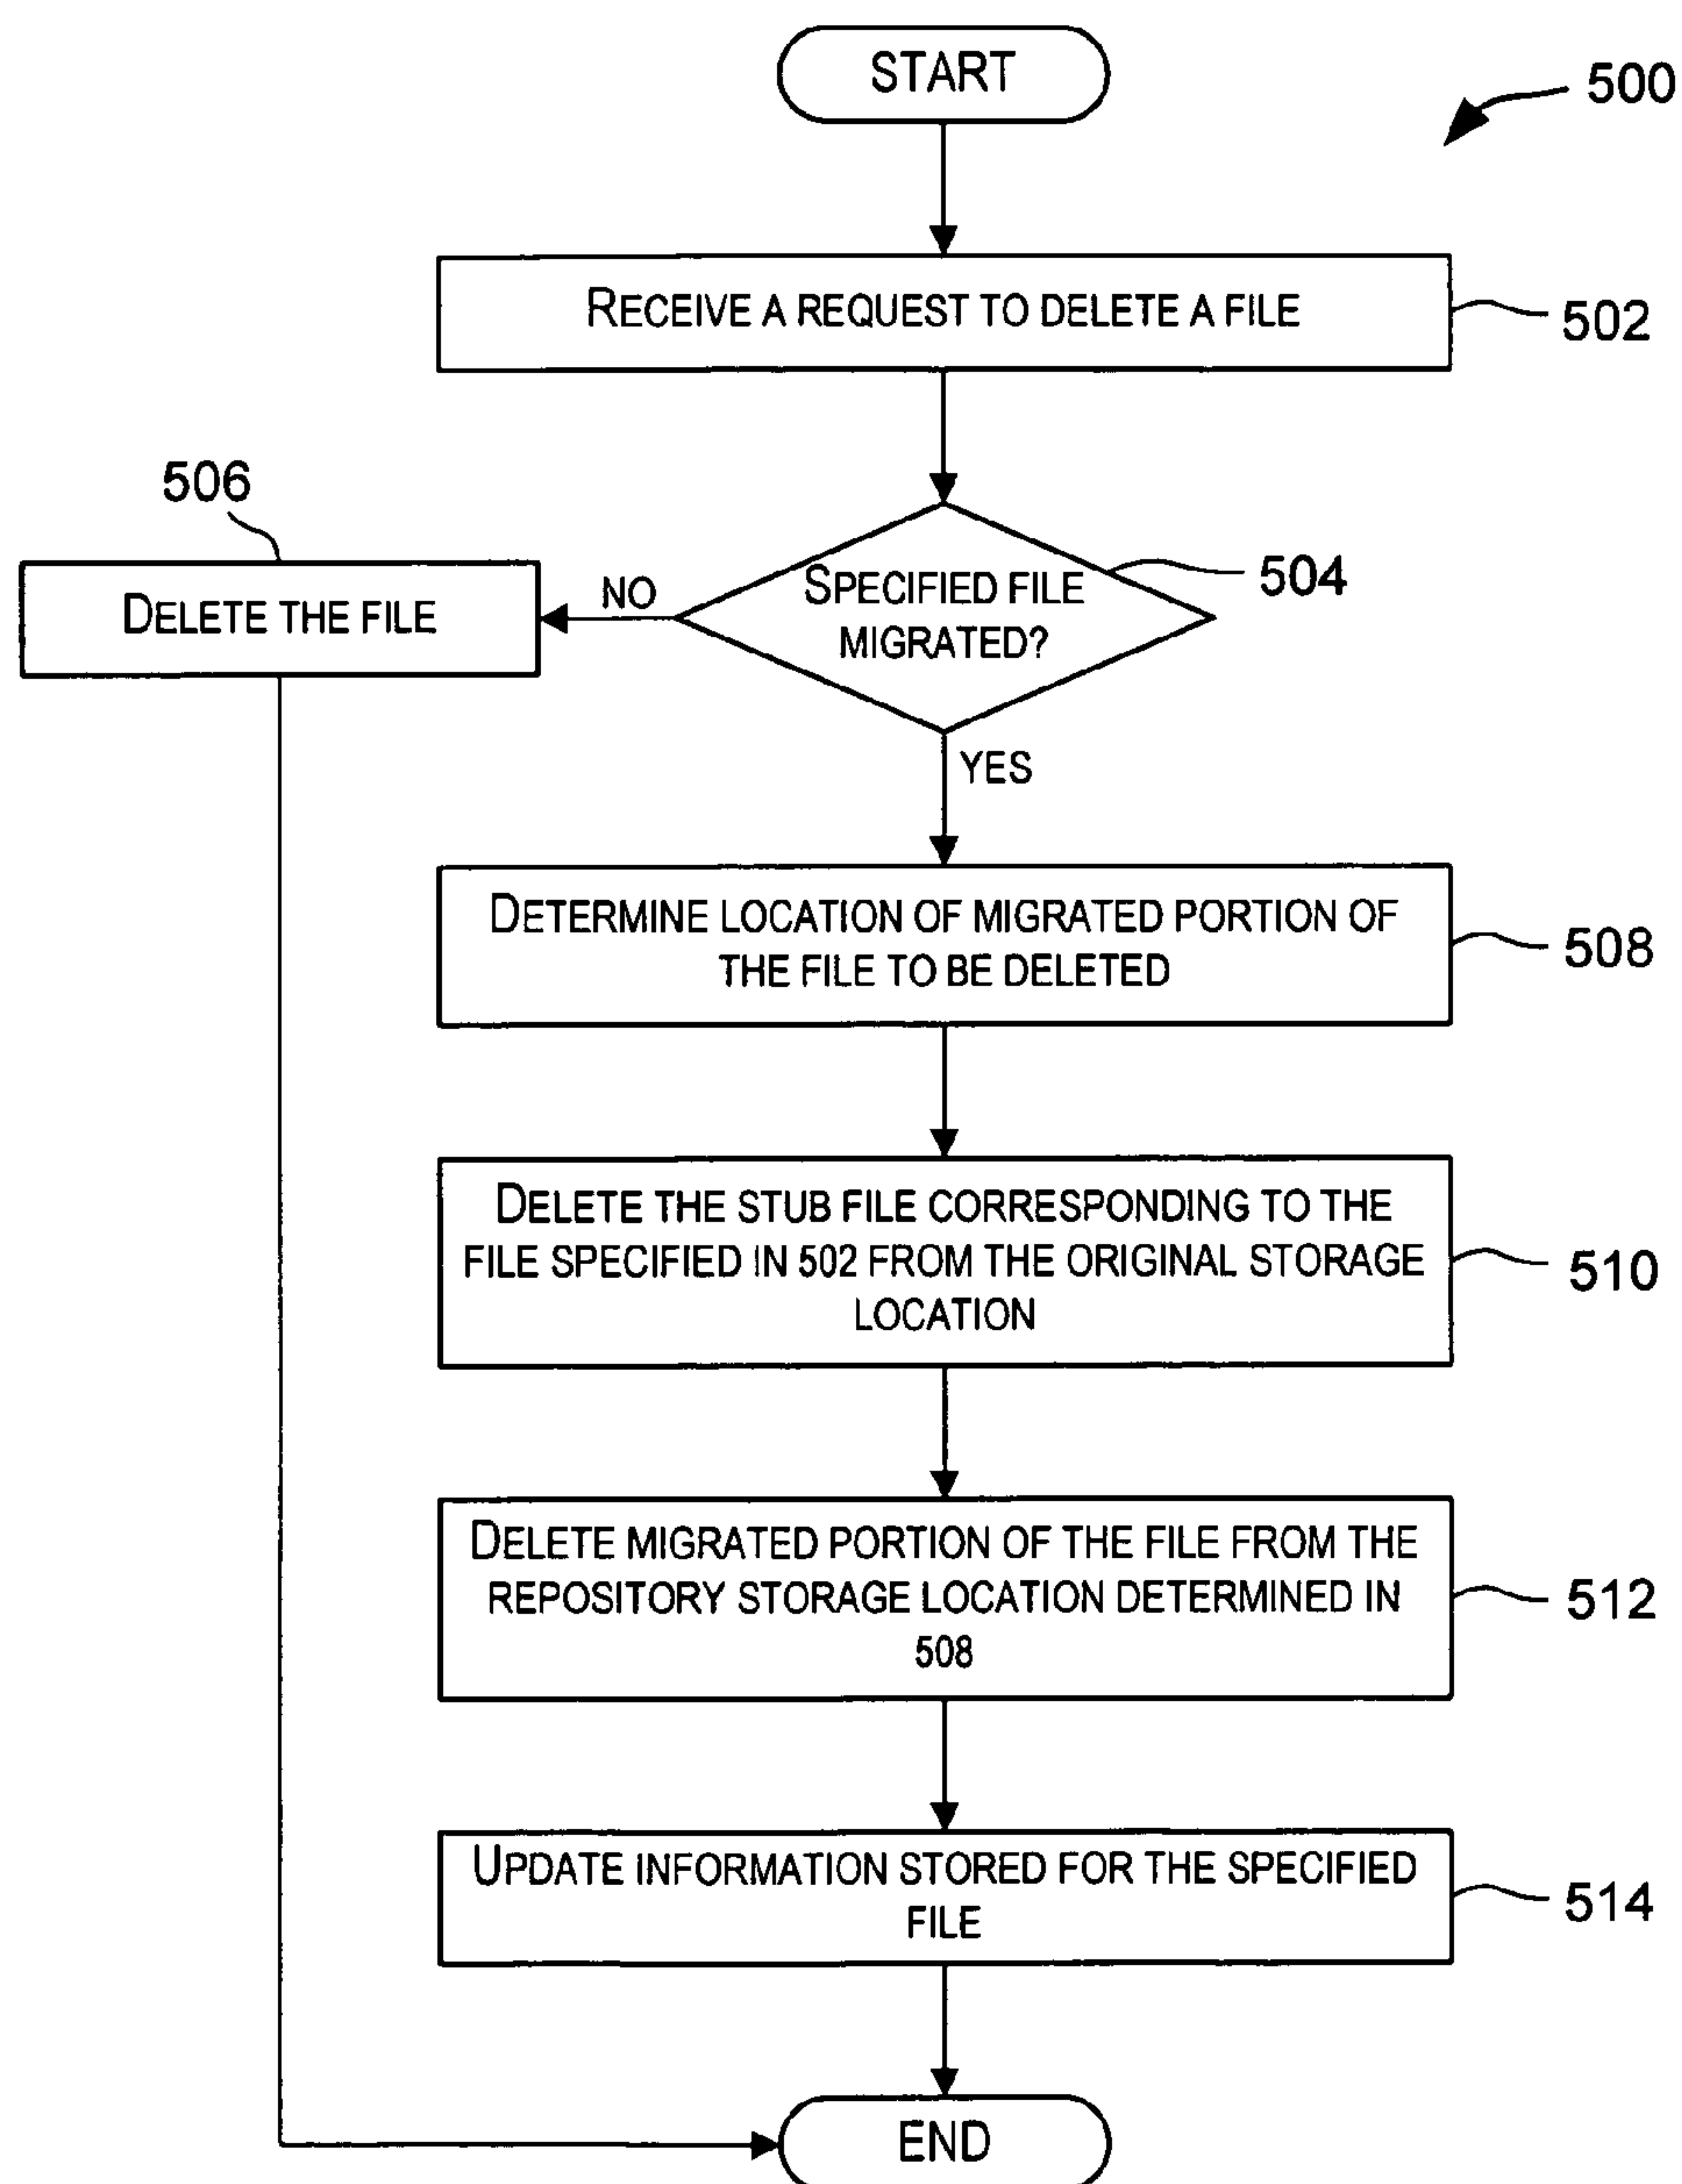 START
500
RECEIVE A REQUEST TO DELETE A FILE
502
506
DELETE THE FILE
NO
SPECIFIED FILE
MIGRATED?
504
YES
DETERMINE LOCATION OF MIGRATED PORTION OF
THE FILE TO BE DELETED
508
DELETE THE STUB FILE CORRESPONDING TO THE
FILE SPECIFIED IN 502 FROM THE ORIGINAL STORAGE
LOCATION
510
DELETE MIGRATED PORTION OF THE FILE FROM THE
REPOSITORY STORAGE LOCATION DETERMINED IN
508
512
UPDATE INFORMATION STORED FOR THE SPECIFIED
FILE
514
END